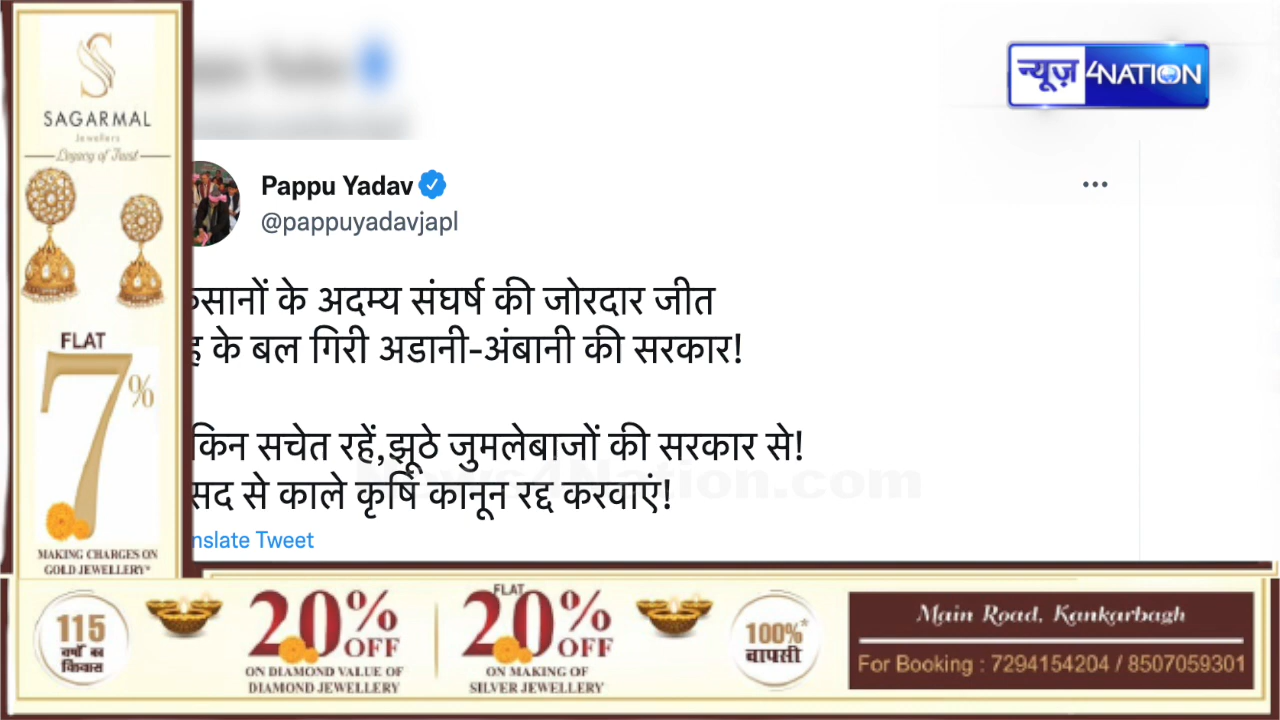 SAGARMAL
Jewellers
Legacy of Trust
FLAT
7%
MAKING CHARGES ON
GOLD JEWELLERY*
न्यूज़ 4NATION
Pappu Yadav
@pappuyadavjapl
सानों के अदम्य संघर्ष की जोरदार जीत
के बल गिरी अडानी-अंबानी की सरकार!
किन सचेत रहें,झूठे जुमलेबाजों की सरकार से!
सद से काले कृषि कानून रद्द करवाएं!
News4Nation.com
nslate Tweet
115
वर्षों का
विश्वास
20% OFF
ON DIAMOND VALUE OF
DIAMOND JEWELLERY
FLAT
20% OFF
ON MAKING OF
SILVER JEWELLERY
100%*
वापसी
Main Road, Kankarbagh
For Booking : 7294154204 / 8507059301